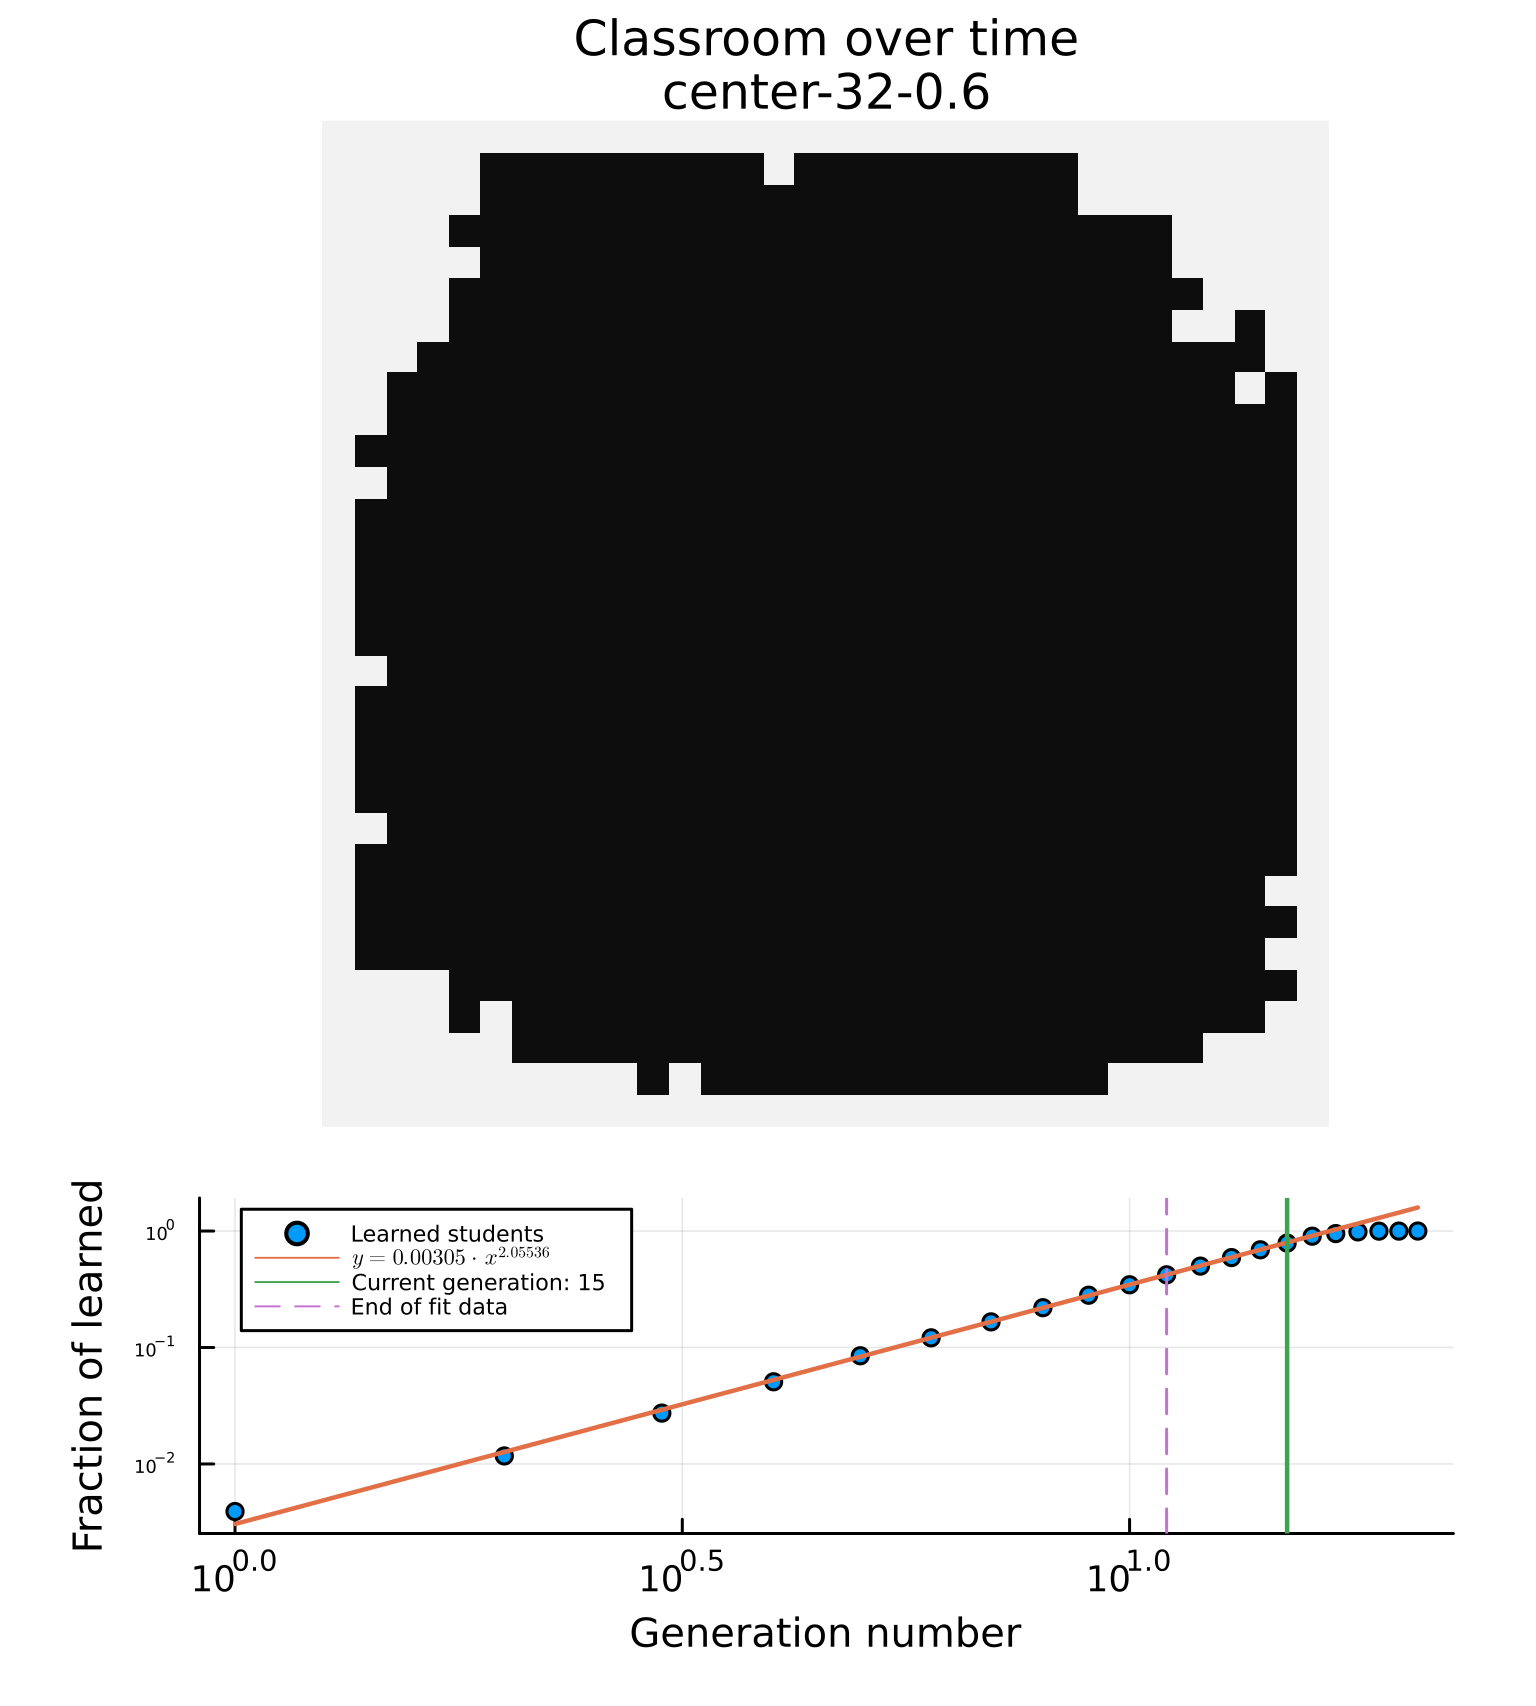 Classroom over time
center-32-0.6
Fraction of learned
10^0
10^−1
10^−2
Learned students
y = 0.00305 · x^2.05536
Current generation: 15
End of fit data
10^0.0
10^0.5
10^1.0
Generation number